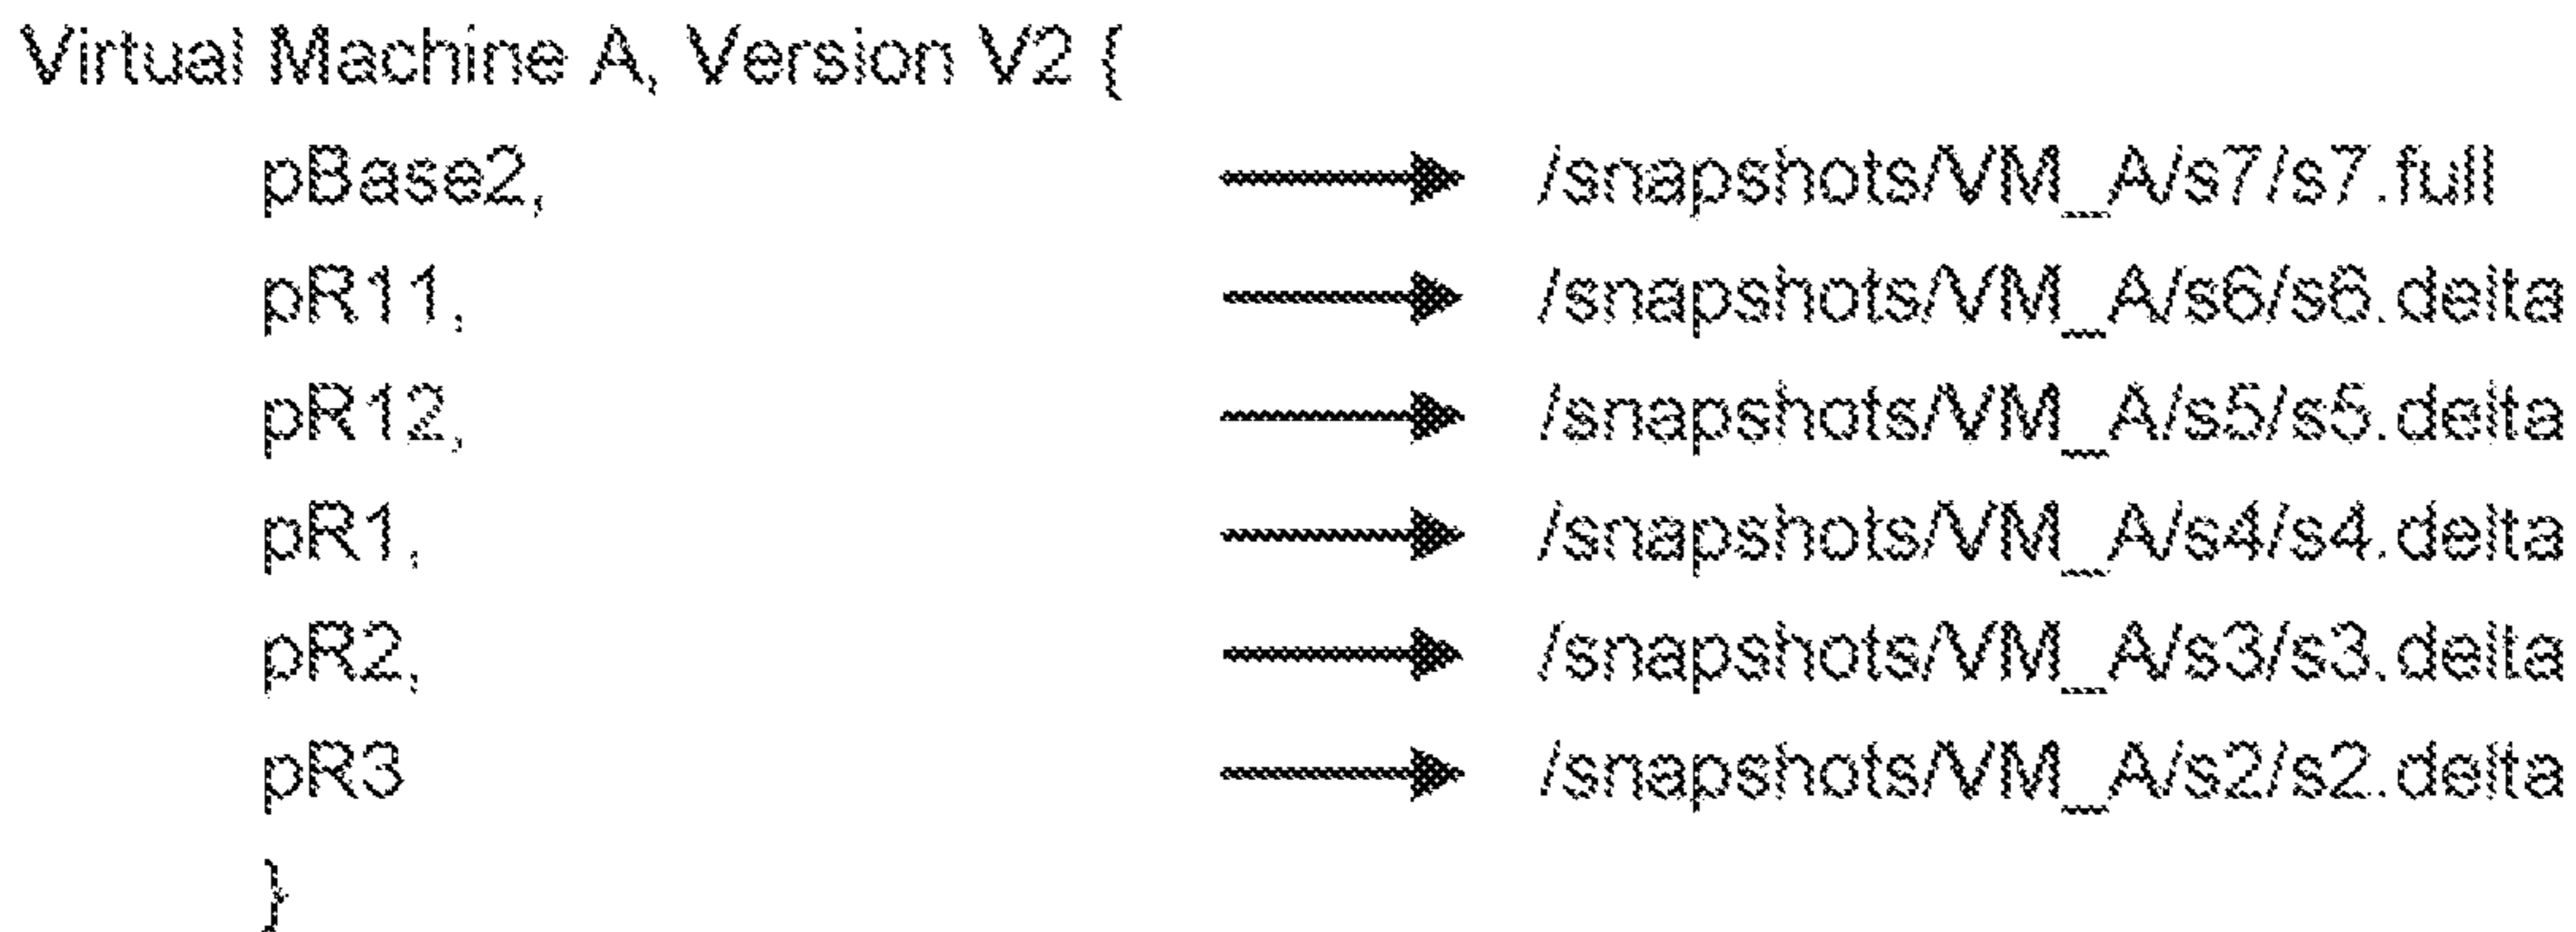 Virtual Machine A, Version V2 {
pBase2, /snapshots/VM_A/s7/s7.full
pR11, /snapshots/VM_A/s6/s6.delta
pR12, /snapshots/VM_A/s5/s5.delta
pR1, /snapshots/VM_A/s4/s4.delta
pR2, /snapshots/VM_A/s3/s3.delta
pR3 /snapshots/VM_A/s2/s2.delta
}